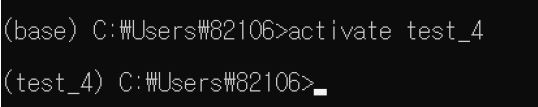 (base) C:₩Users₩82106>activate test_4
(test_4) C:₩Users₩82106>